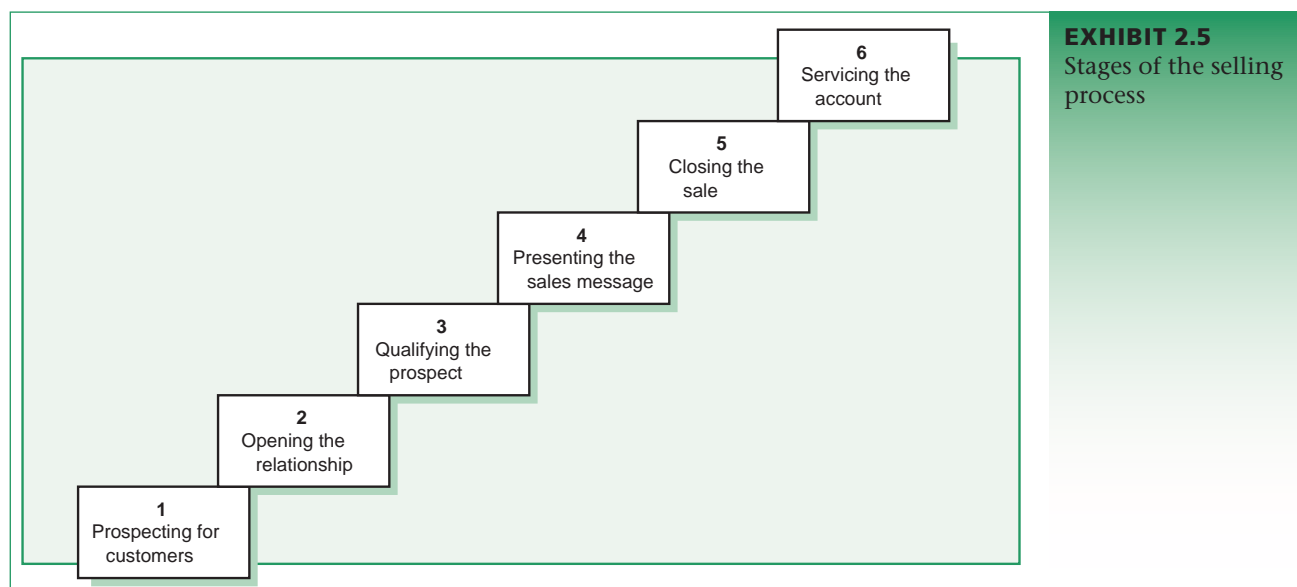 EXHIBIT 2.5
Stages of the selling
process
6
Servicing the
account
5
Closing the
sale
4
Presenting the
sales message
3
Qualifying the
prospect
2
Opening the
relationship
1
Prospecting for
customers